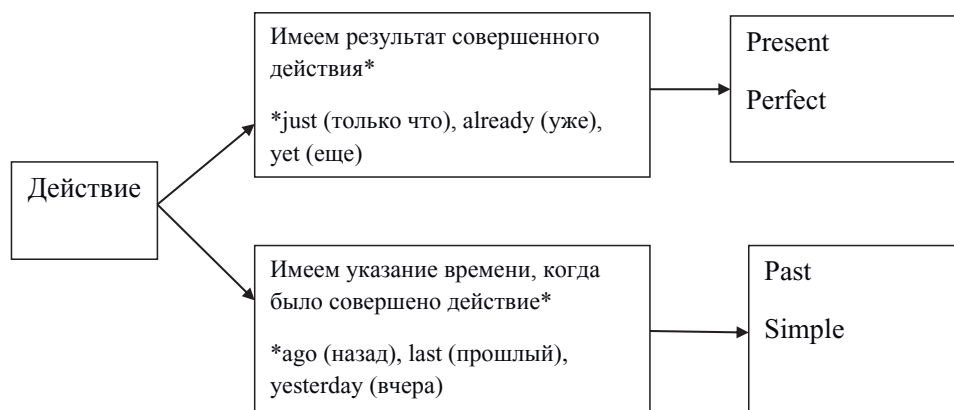 Действие
Имеем результат совершенного
действия*
*just (только что), already (уже),
yet (еще)
Present
Perfect
Имеем указание времени, когда
было совершено действие*
*ago (назад), last (прошлый),
yesterday (вчера)
Past
Simple